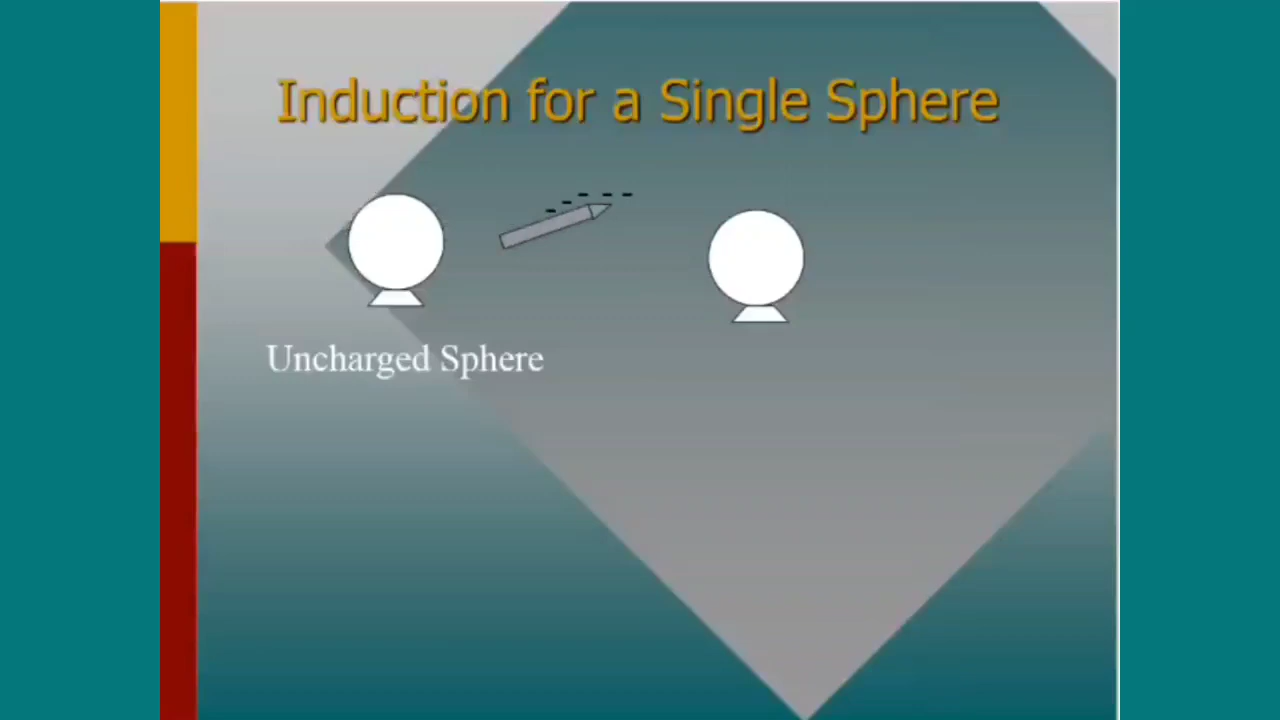 Induction for a Single Sphere
- - - - -
Uncharged Sphere